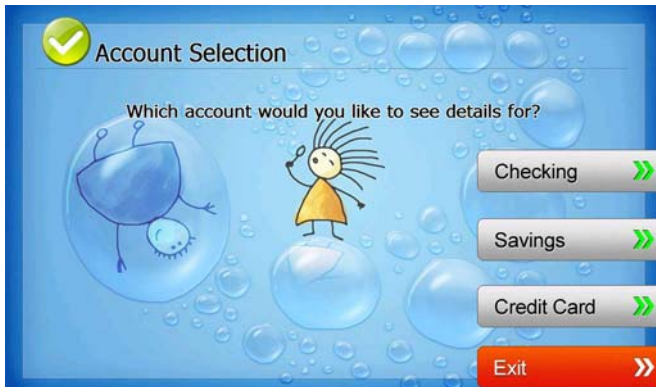 Account Selection
Which account would you like to see details for?
Checking
Savings
Credit Card
Exit